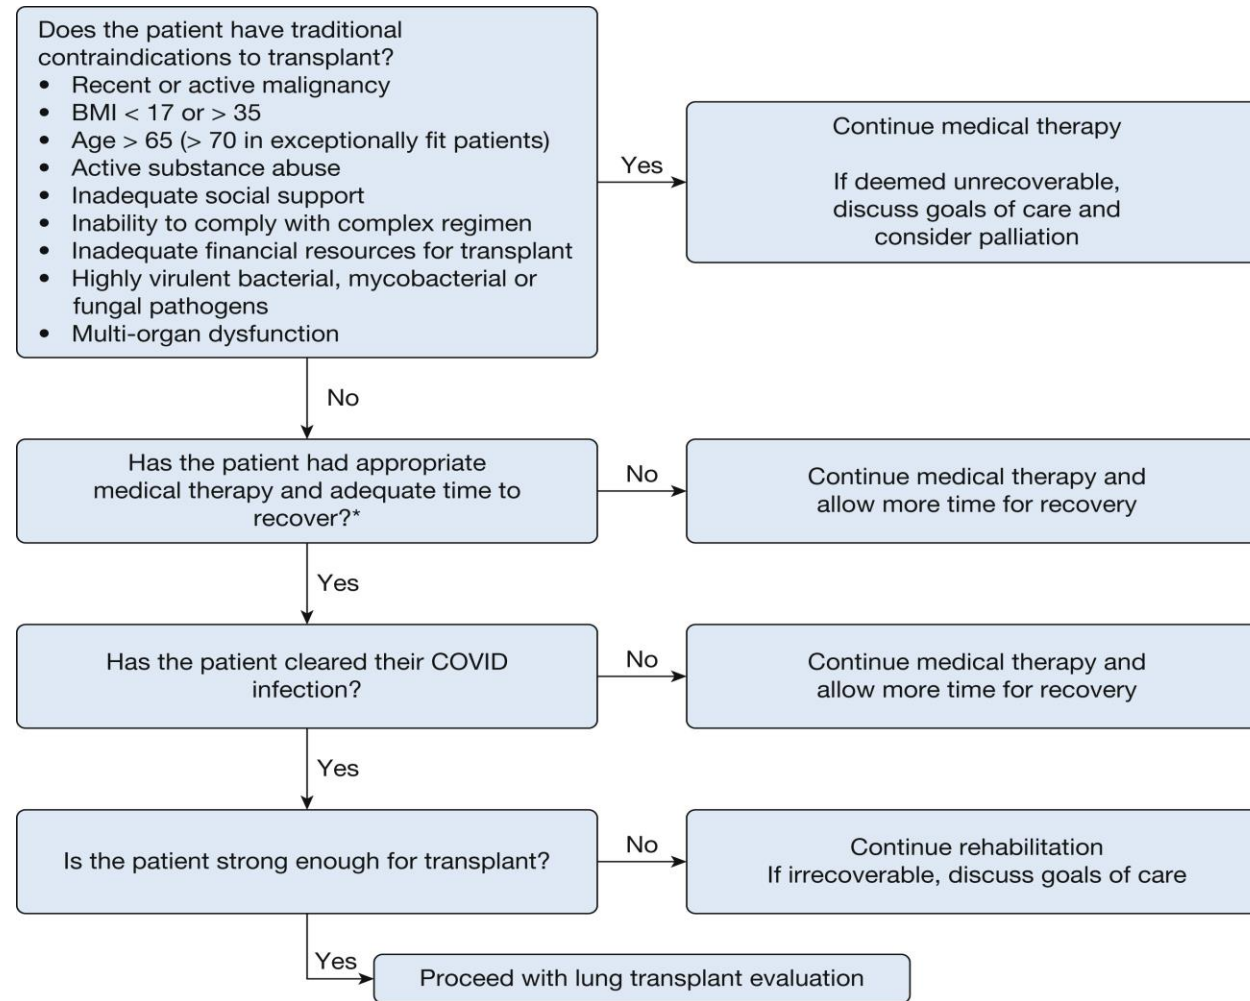 Does the patient have traditional
contraindications to transplant?
• Recent or active malignancy
• BMI < 17 or > 35
• Age > 65 (> 70 in exceptionally fit patients)
• Active substance abuse
• Inadequate social support
• Inability to comply with complex regimen
• Inadequate financial resources for transplant
• Highly virulent bacterial, mycobacterial or
fungal pathogens
• Multi-organ dysfunction
Yes
Continue medical therapy
If deemed unrecoverable,
discuss goals of care and
consider palliation
No
Has the patient had appropriate
medical therapy and adequate time to
recover?*
No
Continue medical therapy and
allow more time for recovery
Yes
Has the patient cleared their COVID
infection?
No
Continue medical therapy and
allow more time for recovery
Yes
Is the patient strong enough for transplant?
No
Continue rehabilitation
If irrecoverable, discuss goals of care
Yes
Proceed with lung transplant evaluation